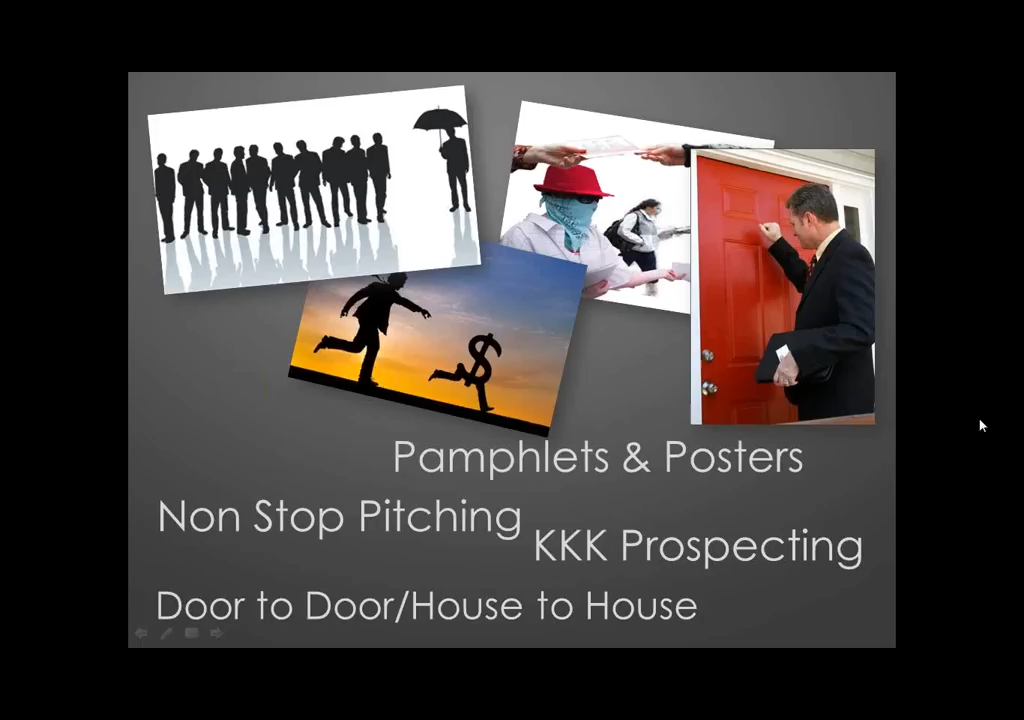 Pamphlets & Posters
Non Stop Pitching
KKK Prospecting
Door to Door/House to House